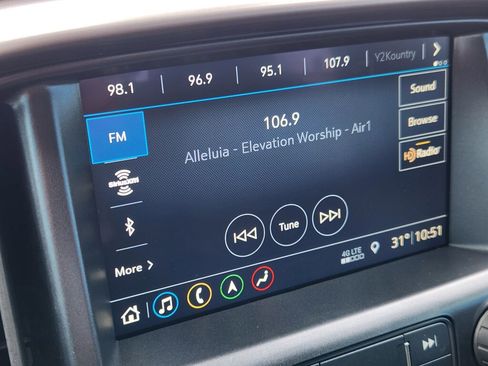 98.1 96.9 95.1 107.9 Y2Kountry
FM
106.9
Alleluia - Elevation Worship - Air1
Sound
Browse
HD Radio
SiriusXM
Tune
More
4G LTE
31° 10:51